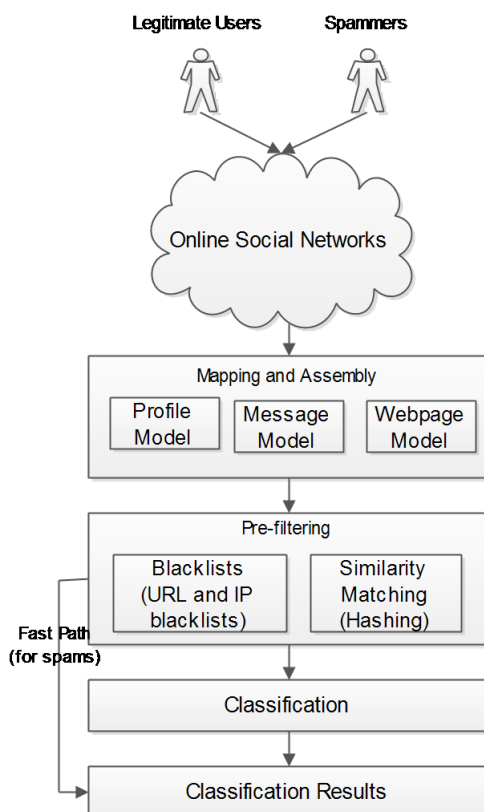 Legitimate Users
Spammers
Online Social Networks
Mapping and Assembly
Profile
Model
Message
Model
Webpage
Model
Pre-filtering
Blacklists
(URL and IP
blacklists)
Similarity
Matching
(Hashing)
Fast Path
(for spams)
Classification
Classification Results